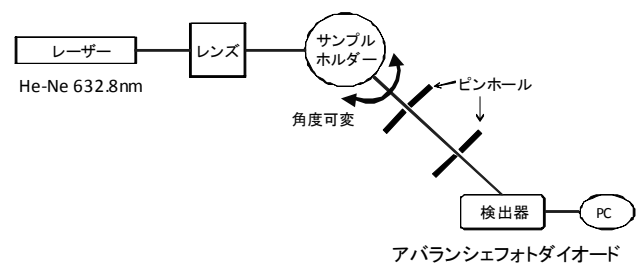 レーザー
レンズ
サンプル
ホルダー
He-Ne 632.8nm
角度可変
ピンホール
検出器
PC
アバランシェフォトダイオード